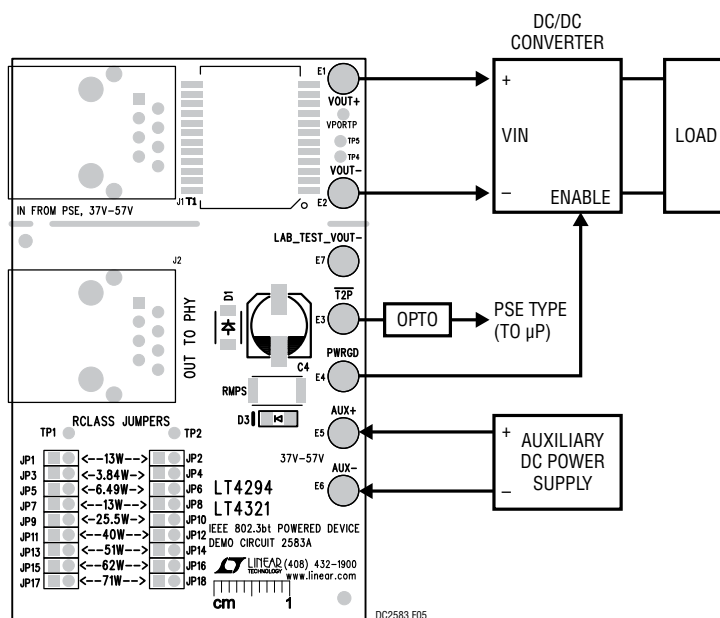 DC/DC
CONVERTER
E1
VOUT+
VPORTP
TP5
TP4
VOUT-
E2
J1 T1
IN FROM PSE, 37V-57V
+
VIN
–
ENABLE
LOAD
LAB_TEST_VOUT-
E7
J2
OUT TO PHY
D1
T2P
E3
OPTO
PSE TYPE
(TO µP)
C4
PWRGD
E4
RMPS
D3
AUX+
E5
37V-57V
AUX-
E6
+
AUXILIARY
DC POWER
SUPPLY
–
RCLASS JUMPERS
TP1 TP2
JP1 <--13W--> JP2
JP3 <-3.84W-> JP4
JP5 <-6.49W-> JP6
JP7 <--13W--> JP8
JP9 <-25.5W-> JP10
JP11 <--40W--> JP12
JP13 <--51W--> JP14
JP15 <--62W--> JP16
JP17 <--71W--> JP18
LT4294
LT4321
IEEE 802.3bt POWERED DEVICE
DEMO CIRCUIT 2583A
LT LINEAR TECHNOLOGY (408) 432-1900
www.linear.com
cm 1
DC2583 F05